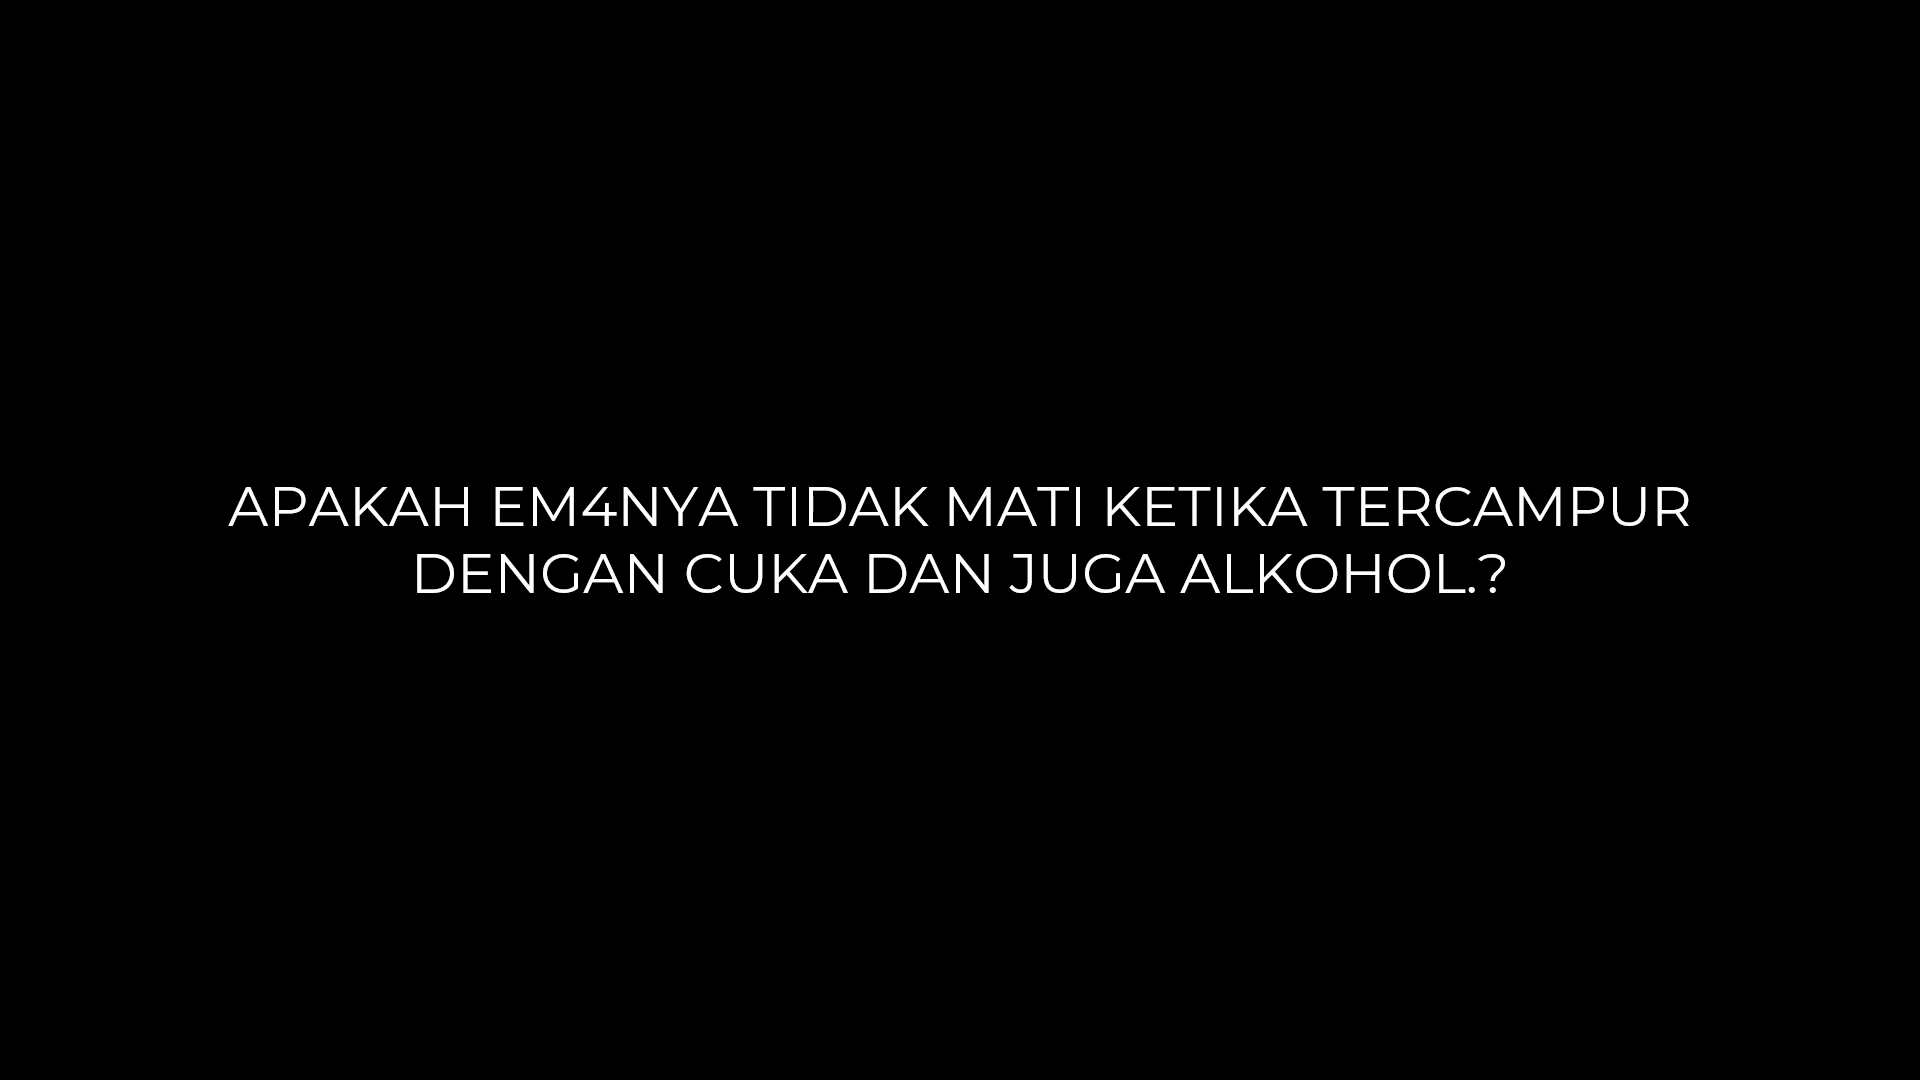 APAKAH EM4NYA TIDAK MATI KETIKA TERCAMPUR
DENGAN CUKA DAN JUGA ALKOHOL.?